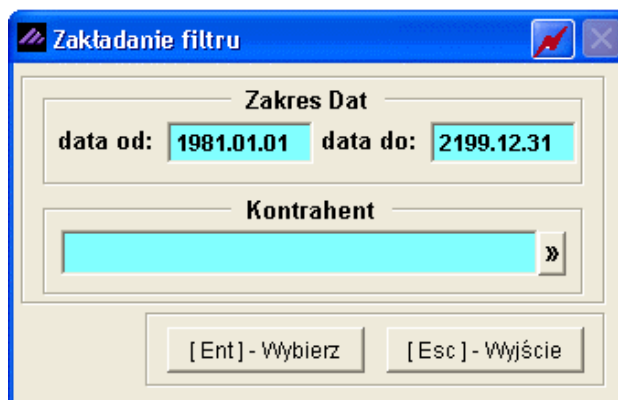 Zakładanie filtru
Zakres Dat
data od: 1981.01.01 data do: 2199.12.31
Kontrahent
»
[ Ent ] - Wybierz [ Esc ] - Wyjście